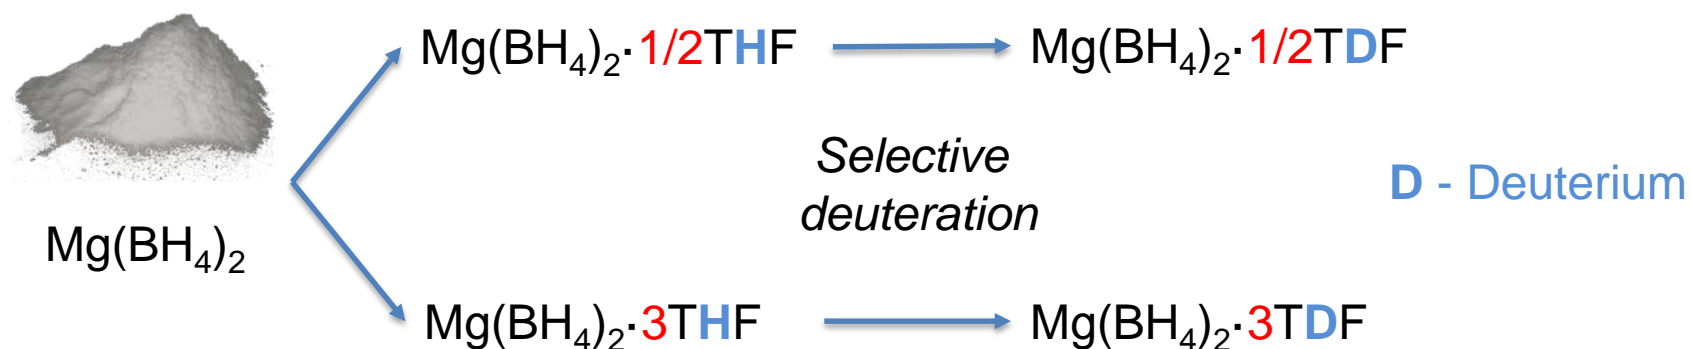 Mg(BH₄)₂·1/2THF
Mg(BH₄)₂·1/2TDF
Selective
deuteration
D - Deuterium
Mg(BH₄)₂
Mg(BH₄)₂·3THF
Mg(BH₄)₂·3TDF